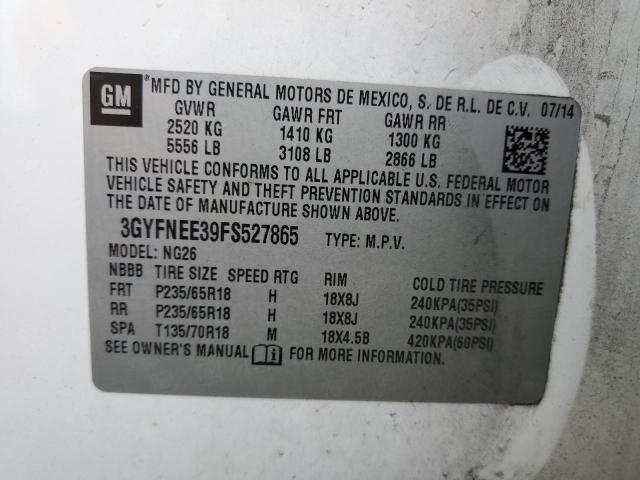 GM
MFD BY GENERAL MOTORS DE MEXICO, S. DE R.L. DE C.V. 07/14
GVWR GAWR FRT GAWR RR
2520 KG 1410 KG 1300 KG
5556 LB 3108 LB 2866 LB
THIS VEHICLE CONFORMS TO ALL APPLICABLE U.S. FEDERAL MOTOR
VEHICLE SAFETY AND THEFT PREVENTION STANDARDS IN EFFECT ON
THE DATE OF MANUFACTURE SHOWN ABOVE.
3GYFNEE39FS527865 TYPE: M.P.V.
MODEL: NG26
NBBB TIRE SIZE SPEED RTG RIM COLD TIRE PRESSURE
FRT P235/65R18 H 18X8J 240KPA(35PSI)
RR P235/65R18 H 18X8J 240KPA(35PSI)
SPA T135/70R18 M 18X4.5B 420KPA(60PSI)
SEE OWNER'S MANUAL FOR MORE INFORMATION.